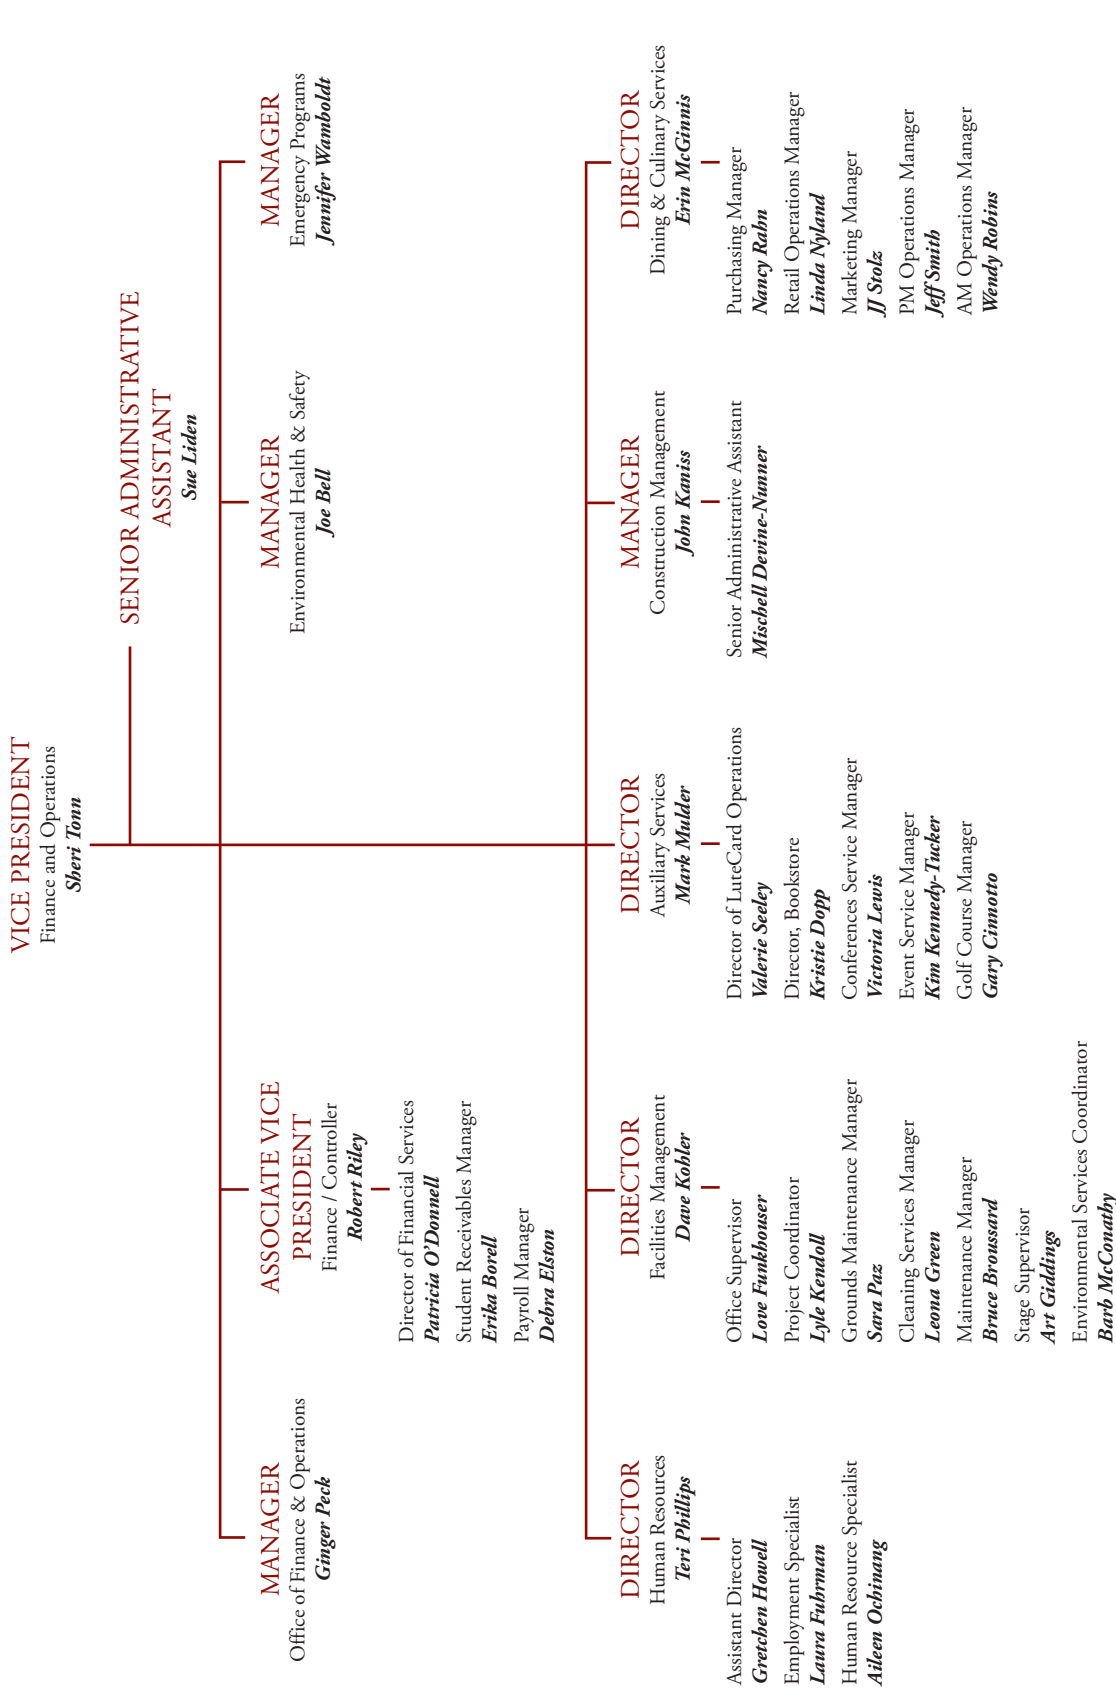 VICE PRESIDENT
Finance and Operations
Sheri Tonn
SENIOR ADMINISTRATIVE
ASSISTANT
Sue Liden
MANAGER
Office of Finance & Operations
Ginger Peck
ASSOCIATE VICE
PRESIDENT
Finance / Controller
Robert Riley
Director of Financial Services
Patricia O'Donnell
Student Receivables Manager
Erika Borell
Payroll Manager
Debra Elston
MANAGER
Environmental Health & Safety
Joe Bell
MANAGER
Emergency Programs
Jennifer Wamboldt
DIRECTOR
Human Resources
Teri Phillips
Assistant Director
Gretchen Howell
Employment Specialist
Laura Fuhrman
Human Resource Specialist
Aileen Ochinang
DIRECTOR
Facilities Management
Dave Kohler
Office Supervisor
Love Funkhouser
Project Coordinator
Lyle Kendoll
Grounds Maintenance Manager
Sara Paz
Cleaning Services Manager
Leona Green
Maintenance Manager
Bruce Broussard
Stage Supervisor
Art Giddings
Environmental Services Coordinator
Barb McConathy
DIRECTOR
Auxiliary Services
Mark Mulder
Director of LuteCard Operations
Valerie Seeley
Director, Bookstore
Kristie Dopp
Conferences Service Manager
Victoria Lewis
Event Service Manager
Kim Kennedy-Tucker
Golf Course Manager
Gary Cinnotto
MANAGER
Construction Management
John Kaniss
Senior Administrative Assistant
Mischell Devine-Nunner
DIRECTOR
Dining & Culinary Services
Erin McGinnis
Purchasing Manager
Nancy Rahn
Retail Operations Manager
Linda Nyland
Marketing Manager
JJ Stolz
PM Operations Manager
Jeff Smith
AM Operations Manager
Wendy Robins